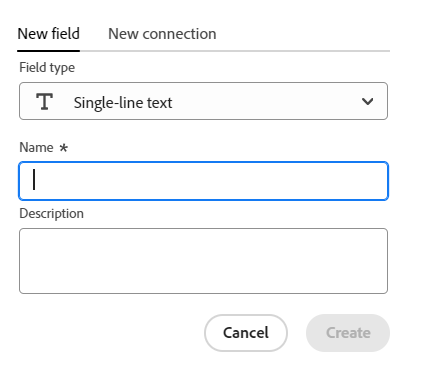 New field New connection
Field type
Single-line text
Name *
Description
Cancel Create